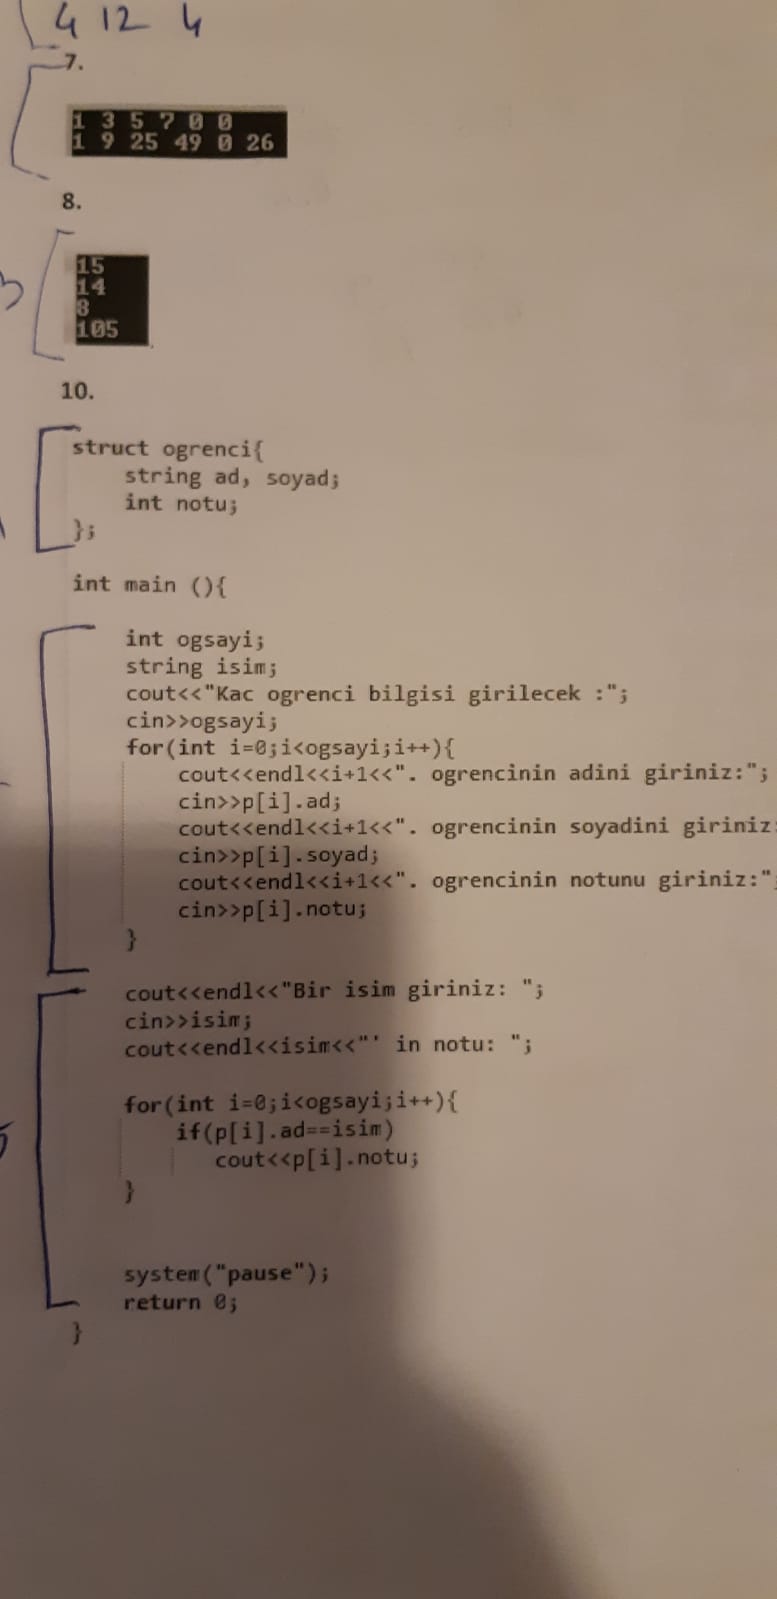 4 12 4
7.
1 3 5 7 0 0
1 9 25 49 0 26
8.
15
14
8
105
10.
struct ogrenci{
string ad, soyad;
int notu;
};
int main (){
int ogsayi;
string isim;
cout<<"Kac ogrenci bilgisi girilecek :";
cin>>ogsayi;
for(int i=0;i<ogsayi;i++){
cout<<endl<<i+1<<". ogrencinin adini giriniz:";
cin>>p[i].ad;
cout<<endl<<i+1<<". ogrencinin soyadini giriniz:
cin>>p[i].soyad;
cout<<endl<<i+1<<". ogrencinin notunu giriniz:";
cin>>p[i].notu;
}
cout<<endl<<"Bir isim giriniz: ";
cin>>isim;
cout<<endl<<isim<<"' in notu: ";
for(int i=0;i<ogsayi;i++){
if(p[i].ad==isim)
cout<<p[i].notu;
}
system("pause");
return 0;
}